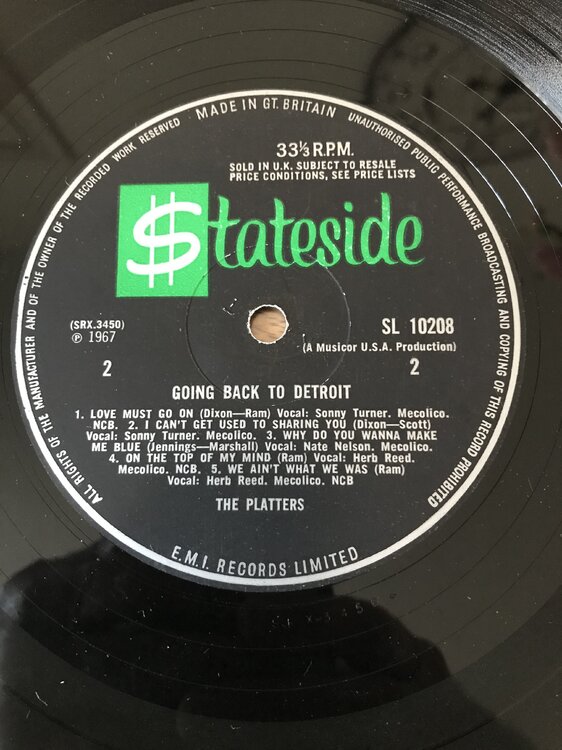 MADE IN GT. BRITAIN
UNAUTHORISED PUBLIC PERFORMANCE BROADCASTING AND COPYING OF THIS RECORD PROHIBITED
ALL RIGHTS OF THE MANUFACTURER AND OF THE OWNER OF THE RECORDED WORK RESERVED
33⅓ R.P.M.
SOLD IN U.K. SUBJECT TO RESALE
PRICE CONDITIONS, SEE PRICE LISTS
$tateside
(SRX.3450)
℗ 1967
2
SL 10208
(A Musicor U.S.A. Production)
2
GOING BACK TO DETROIT
1. LOVE MUST GO ON (Dixon—Ram) Vocal: Sonny Turner. Mecolico.
NCB. 2. I CAN'T GET USED TO SHARING YOU (Dixon—Scott)
Vocal: Sonny Turner. Mecolico. 3. WHY DO YOU WANNA MAKE
ME BLUE (Jennings—Marshall) Vocal: Nate Nelson. Mecolico.
4. ON THE TOP OF MY MIND (Ram) Vocal: Herb Reed.
Mecolico. NCB. 5. WE AIN'T WHAT WE WAS (Ram)
Vocal: Herb Reed. Mecolico. NCB
THE PLATTERS
E.M.I. RECORDS LIMITED